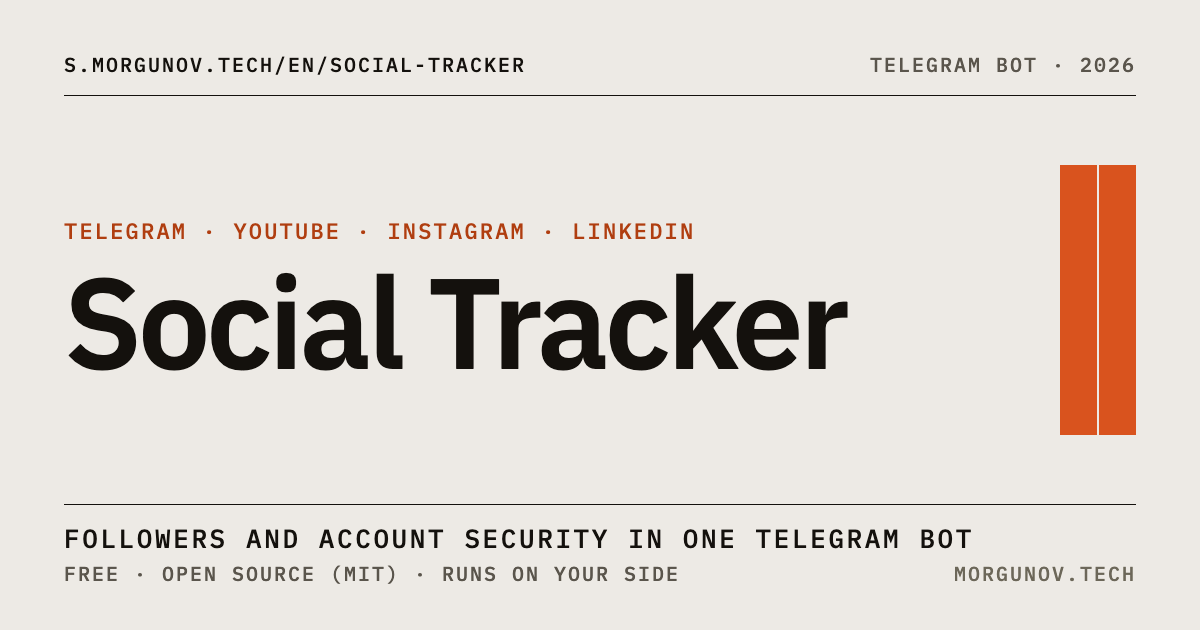 S.MORGUNOV.TECH/EN/SOCIAL-TRACKER
TELEGRAM BOT · 2026
TELEGRAM · YOUTUBE · INSTAGRAM · LINKEDIN
Social Tracker
FOLLOWERS AND ACCOUNT SECURITY IN ONE TELEGRAM BOT
FREE · OPEN SOURCE (MIT) · RUNS ON YOUR SIDE
MORGUNOV.TECH